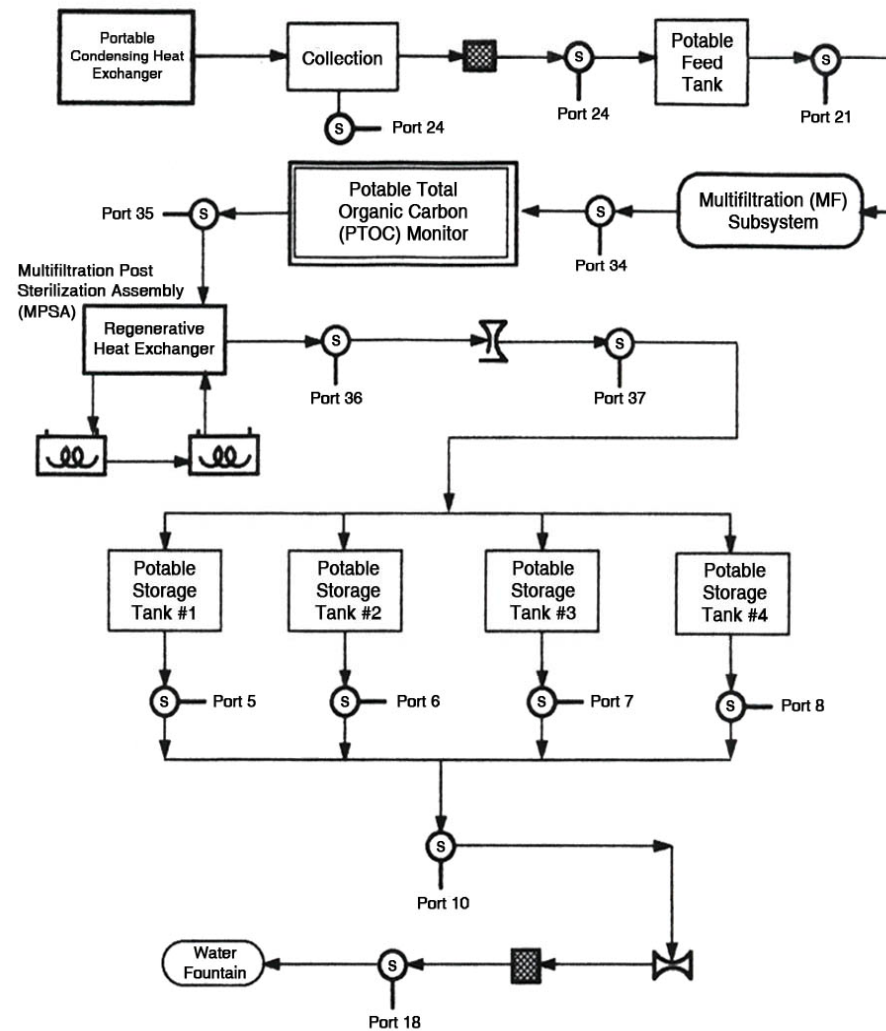 Portable
Condensing Heat
Exchanger
Collection
S
Port 24
S
Port 24
Potable
Feed
Tank
S
Port 21
Port 35
S
Potable Total
Organic Carbon
(PTOC) Monitor
S
Port 34
Multifiltration (MF)
Subsystem
Multifiltration Post
Sterilization Assembly
(MPSA)
Regenerative
Heat Exchanger
S
Port 36
S
Port 37
Potable
Storage
Tank #1
Potable
Storage
Tank #2
Potable
Storage
Tank #3
Potable
Storage
Tank #4
S
Port 5
S
Port 6
S
Port 7
S
Port 8
S
Port 10
Water
Fountain
S
Port 18